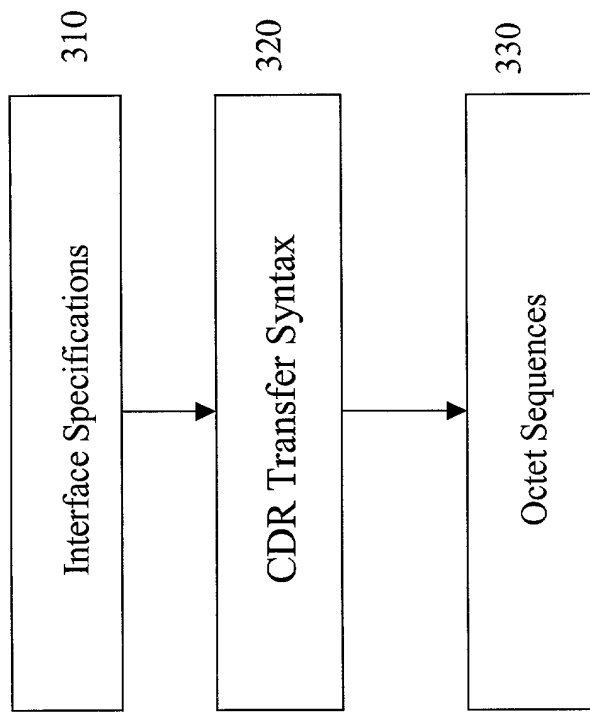 Interface Specifications
310
CDR Transfer Syntax
320
Octet Sequences
330